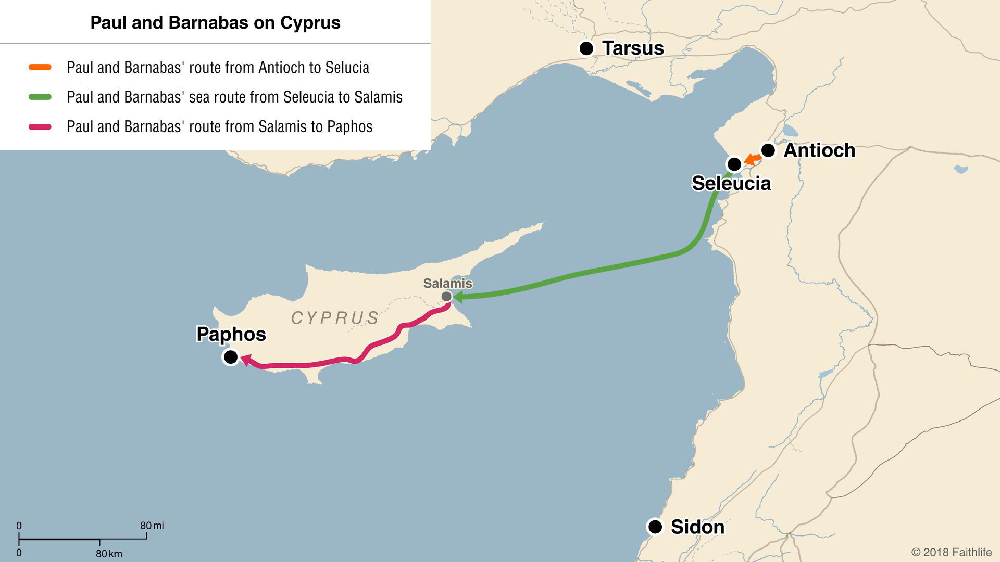 Paul and Barnabas on Cyprus
Paul and Barnabas' route from Antioch to Selucia
Paul and Barnabas' sea route from Seleucia to Salamis
Paul and Barnabas' route from Salamis to Paphos
Tarsus
Antioch
Seleucia
Salamis
CYPRUS
Paphos
Sidon
0 80 mi
0 80 km
© 2018 Faithlife